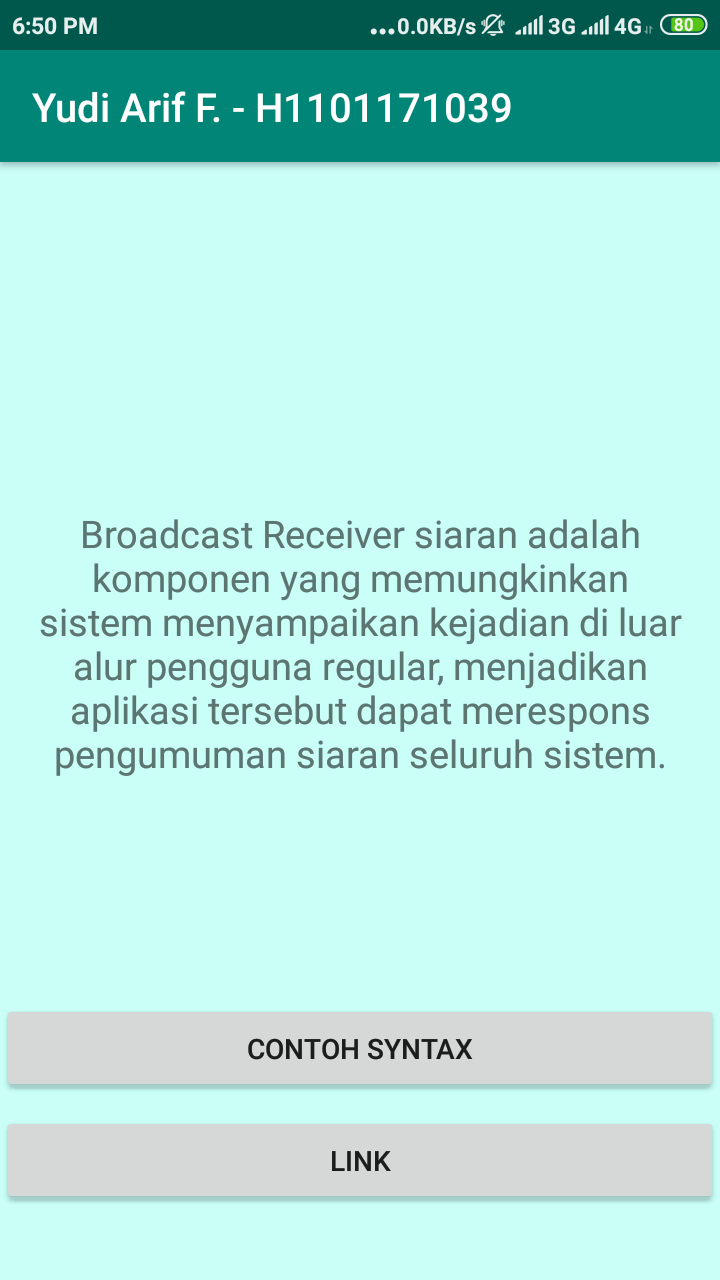 6:50 PM ...0.0KB/s 3G 4G 80
Yudi Arif F. - H1101171039
Broadcast Receiver siaran adalah
komponen yang memungkinkan
sistem menyampaikan kejadian di luar
alur pengguna regular, menjadikan
aplikasi tersebut dapat merespons
pengumuman siaran seluruh sistem.
CONTOH SYNTAX
LINK